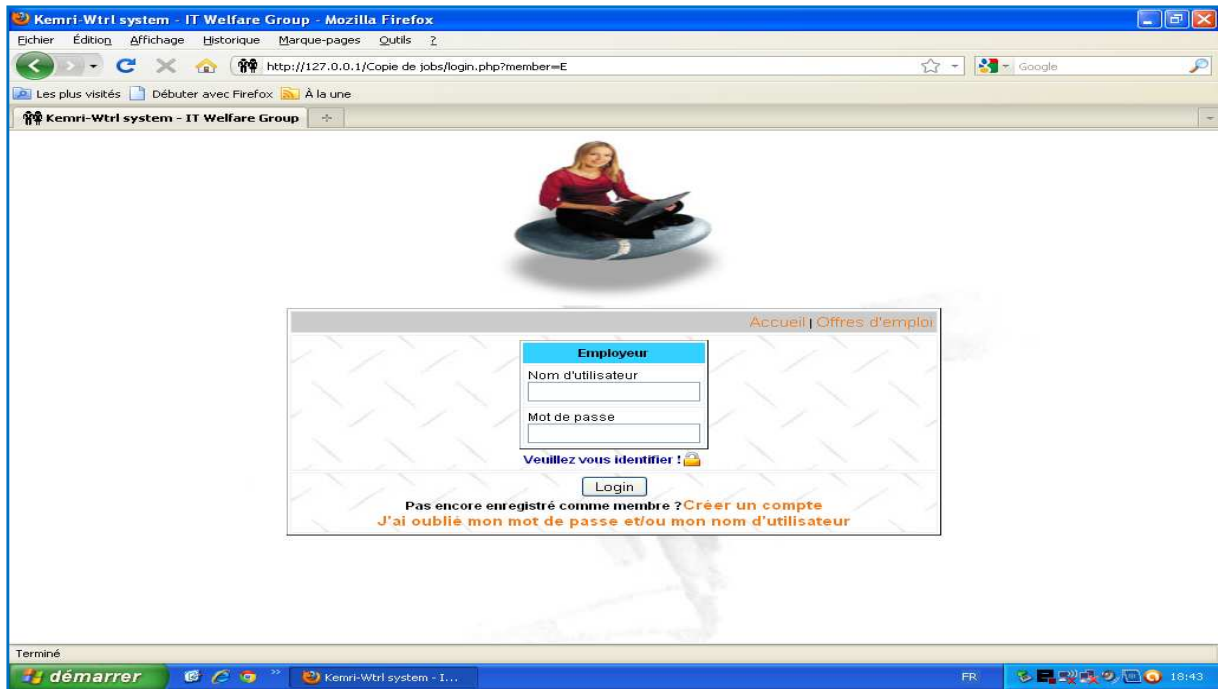 Kemri-Wtrl system - IT Welfare Group - Mozilla Firefox
Fichier Édition Affichage Historique Marque-pages Outils ?
http://127.0.0.1/Copie de jobs/login.php?member=E
Google
Les plus visités Débuter avec Firefox À la une
Kemri-Wtrl system - IT Welfare Group
Accueil | Offres d'emploi
Employeur
Nom d'utilisateur
Mot de passe
Veuillez vous identifier !
Login
Pas encore enregistré comme membre ?Créer un compte
J'ai oublié mon mot de passe et/ou mon nom d'utilisateur
Terminé
démarrer
Kemri-Wtrl system - I...
FR
18:43